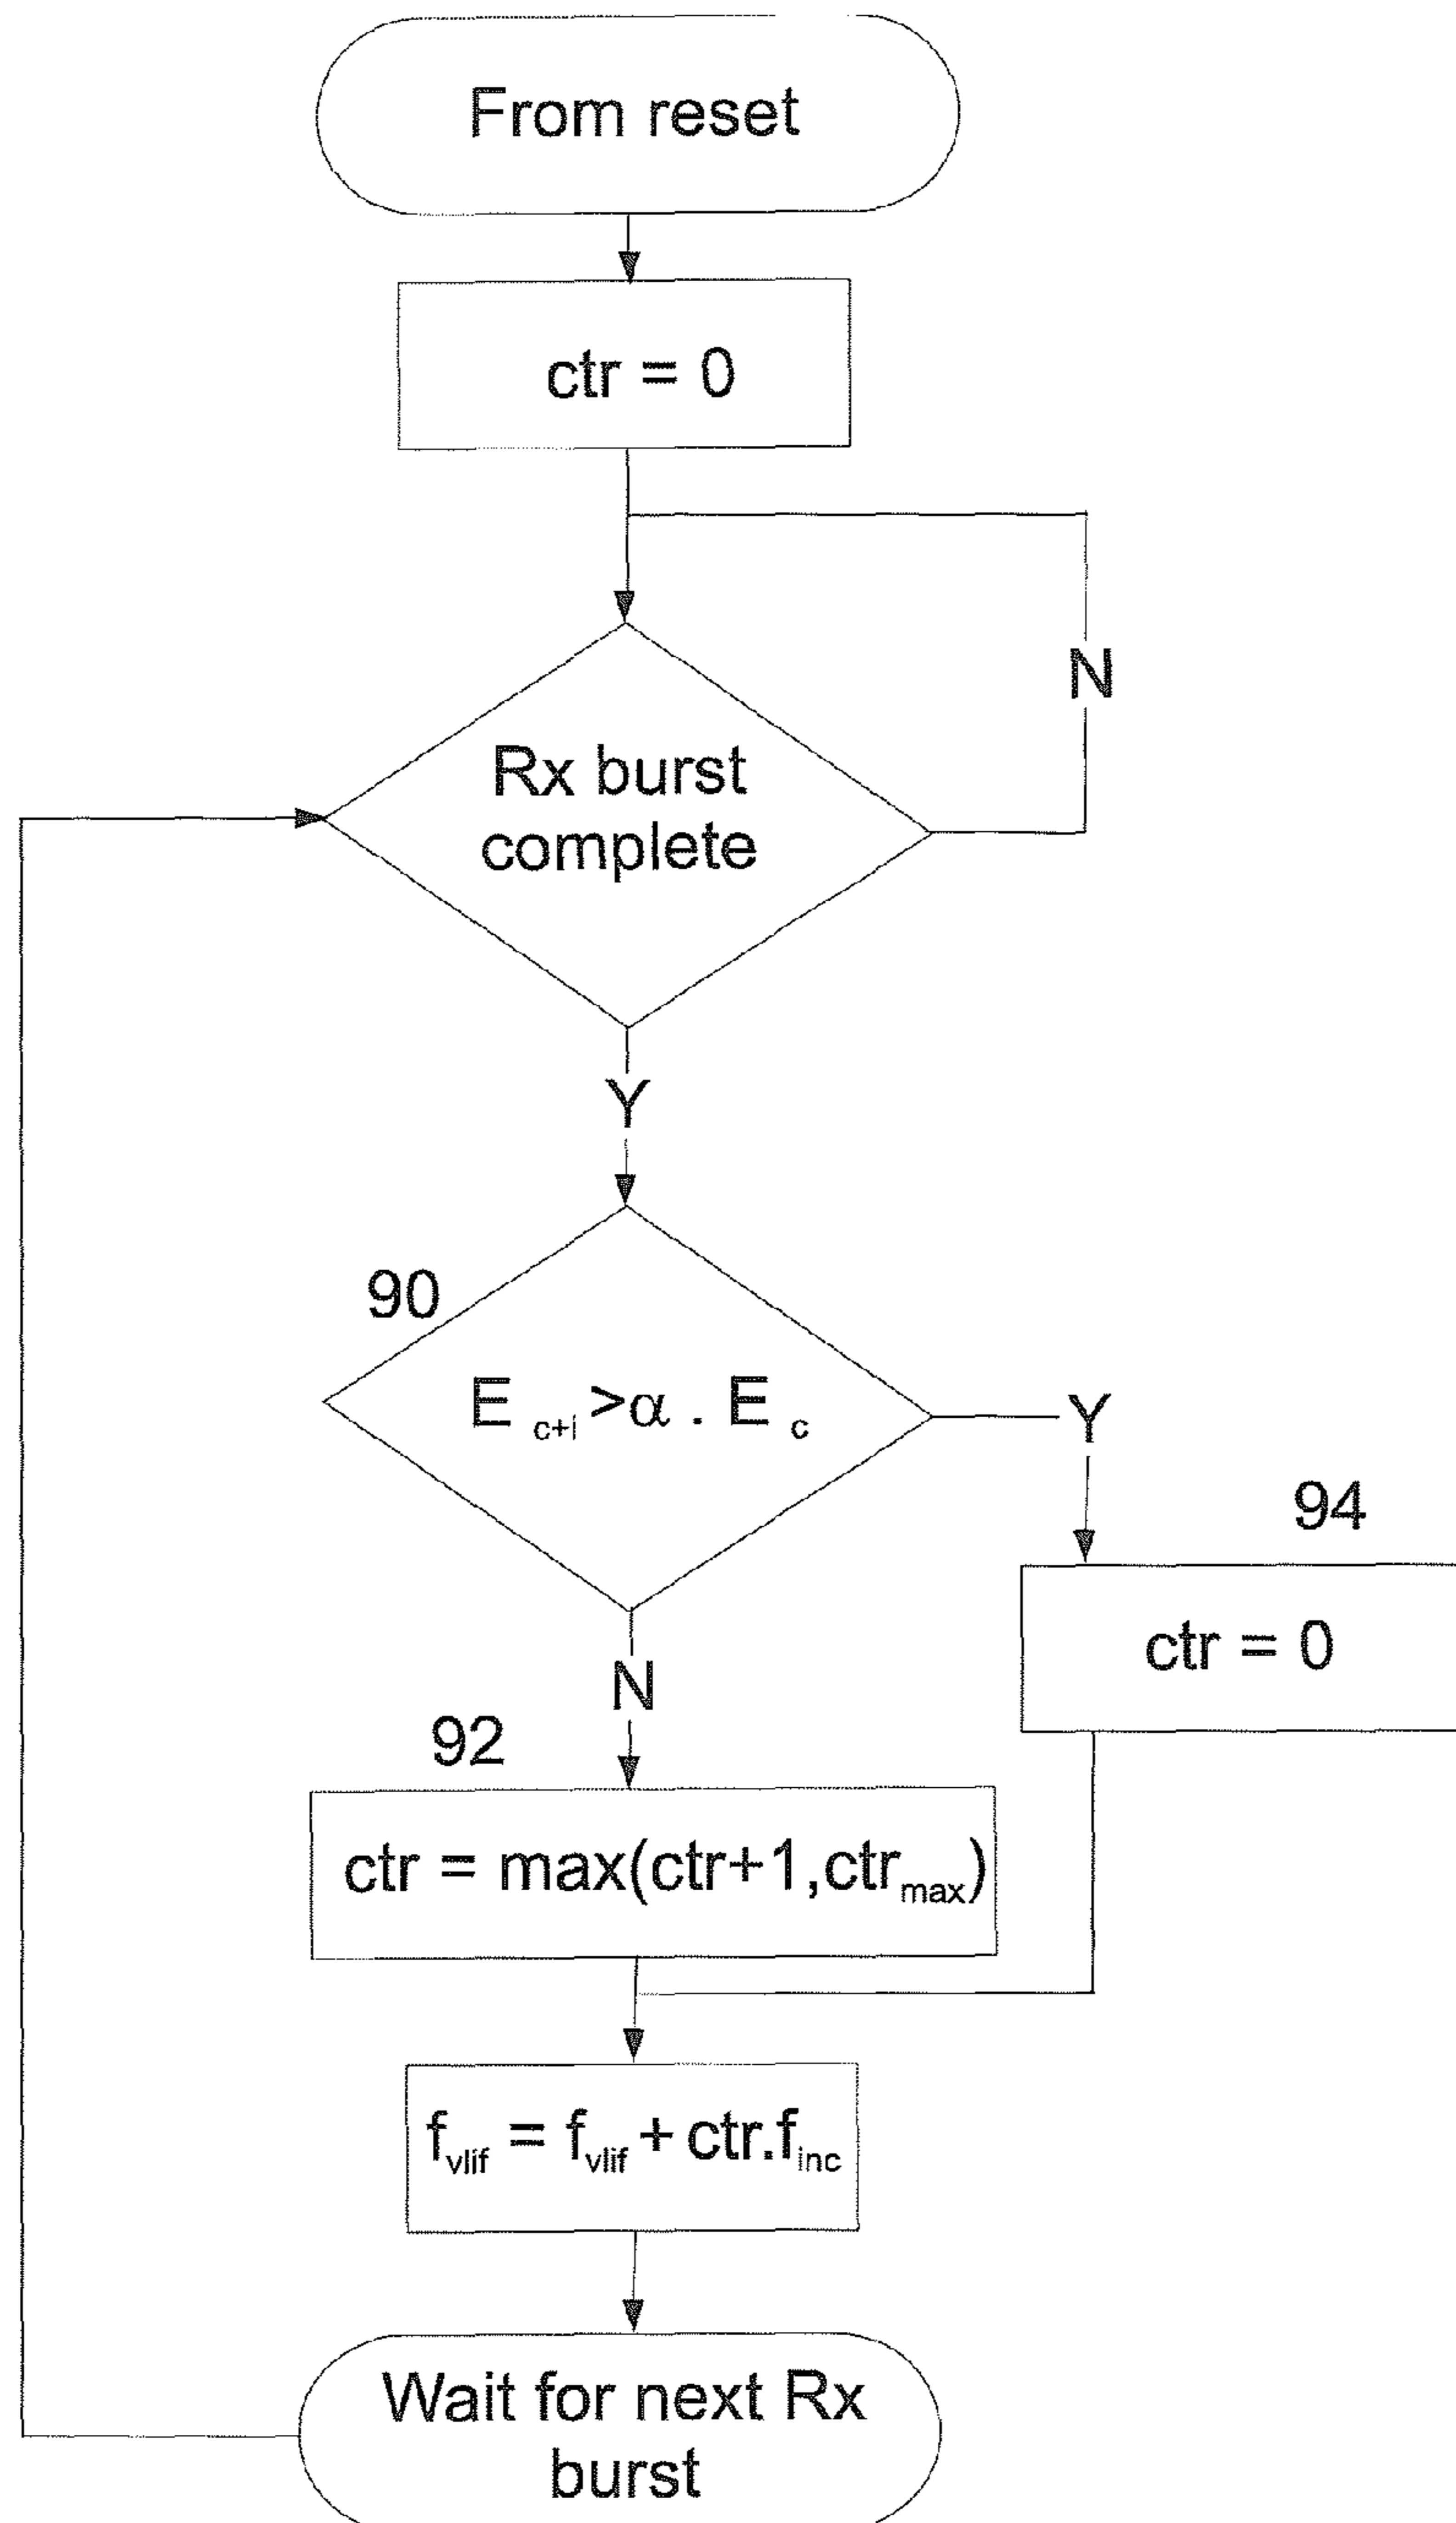 From reset
ctr = 0
N
Rx burst
complete
Y
90
E c+i >α . E c
Y
94
ctr = 0
N
92
ctr = max(ctr+1,ctrmax)
fvlif = fvlif + ctr.finc
Wait for next Rx
burst